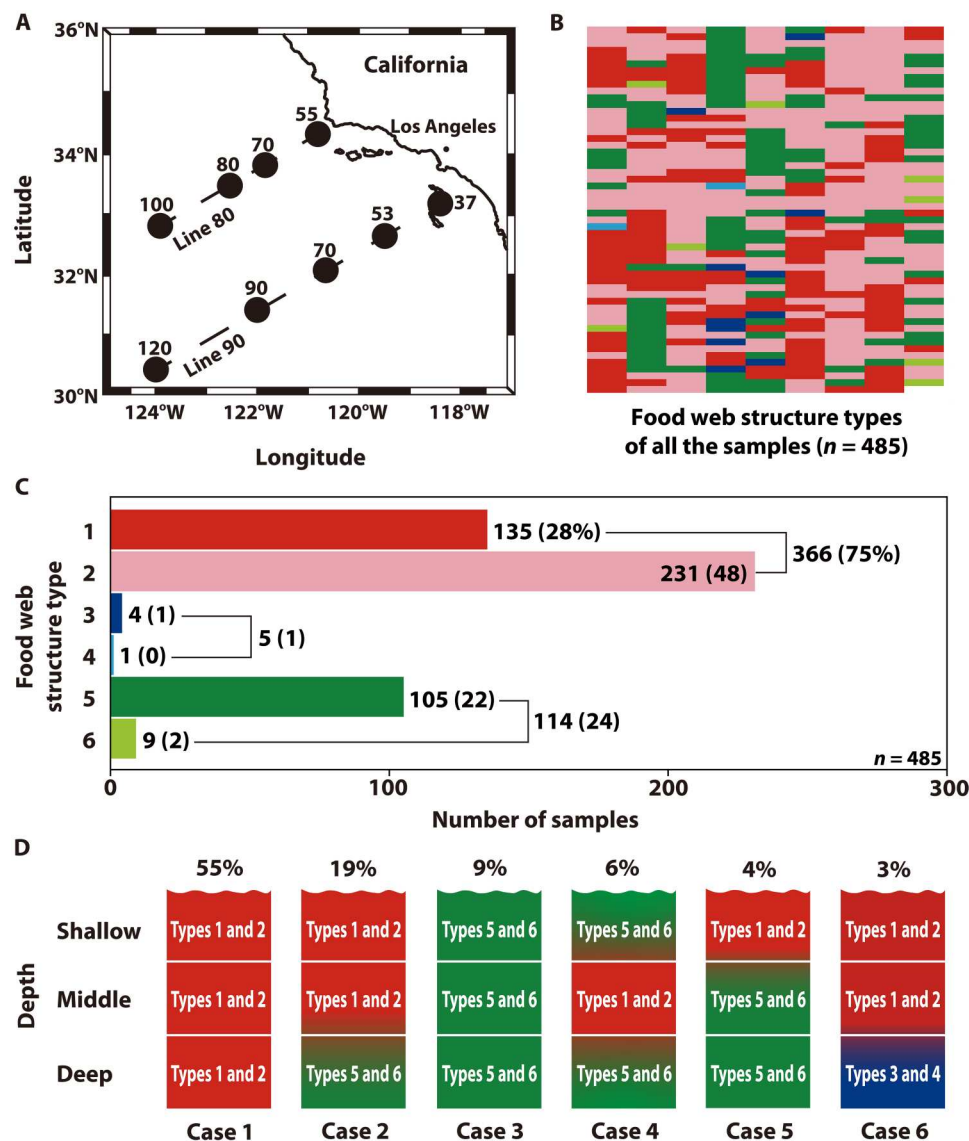 A
36°N
34°N
32°N
30°N
Latitude
California
Los Angeles
55
70
80
100
Line 80
37
53
70
90
120
Line 90
124°W 122°W 120°W 118°W
Longitude
B
Food web structure types
of all the samples (n = 485)
C
Food web
structure type
1
2
3
4
5
6
135 (28%)
231 (48)
366 (75%)
4 (1)
1 (0)
5 (1)
105 (22)
9 (2)
114 (24)
n = 485
0 100 200 300
Number of samples
D
55% 19% 9% 6% 4% 3%
Depth
Shallow Types 1 and 2 Types 1 and 2 Types 5 and 6 Types 5 and 6 Types 1 and 2 Types 1 and 2
Middle Types 1 and 2 Types 1 and 2 Types 5 and 6 Types 1 and 2 Types 5 and 6 Types 1 and 2
Deep Types 1 and 2 Types 5 and 6 Types 5 and 6 Types 5 and 6 Types 5 and 6 Types 3 and 4
Case 1 Case 2 Case 3 Case 4 Case 5 Case 6